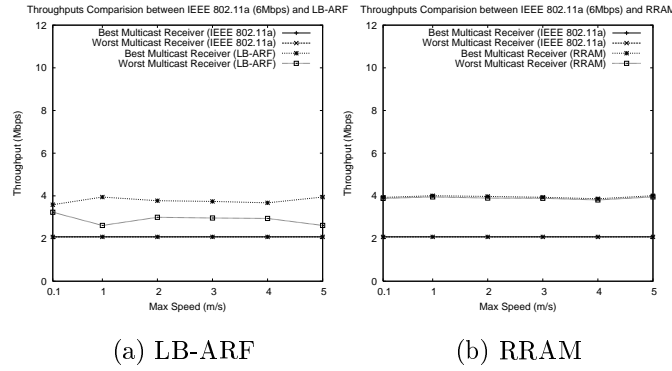 Throughputs Comparision between IEEE 802.11a (6Mbps) and LB-ARF
Best Multicast Receiver (IEEE 802.11a)
Worst Multicast Receiver (IEEE 802.11a)
Best Multicast Receiver (LB-ARF)
Worst Multicast Receiver (LB-ARF)
12
10
8
6
4
2
0
Throughput (Mbps)
0.1 1 2 3 4 5
Max Speed (m/s)
(a) LB-ARF
Throughputs Comparision between IEEE 802.11a (6Mbps) and RRAM
Best Multicast Receiver (IEEE 802.11a)
Worst Multicast Receiver (IEEE 802.11a)
Best Multicast Receiver (RRAM)
Worst Multicast Receiver (RRAM)
12
10
8
6
4
2
0
Throughput (Mbps)
0.1 1 2 3 4 5
Max Speed (m/s)
(b) RRAM